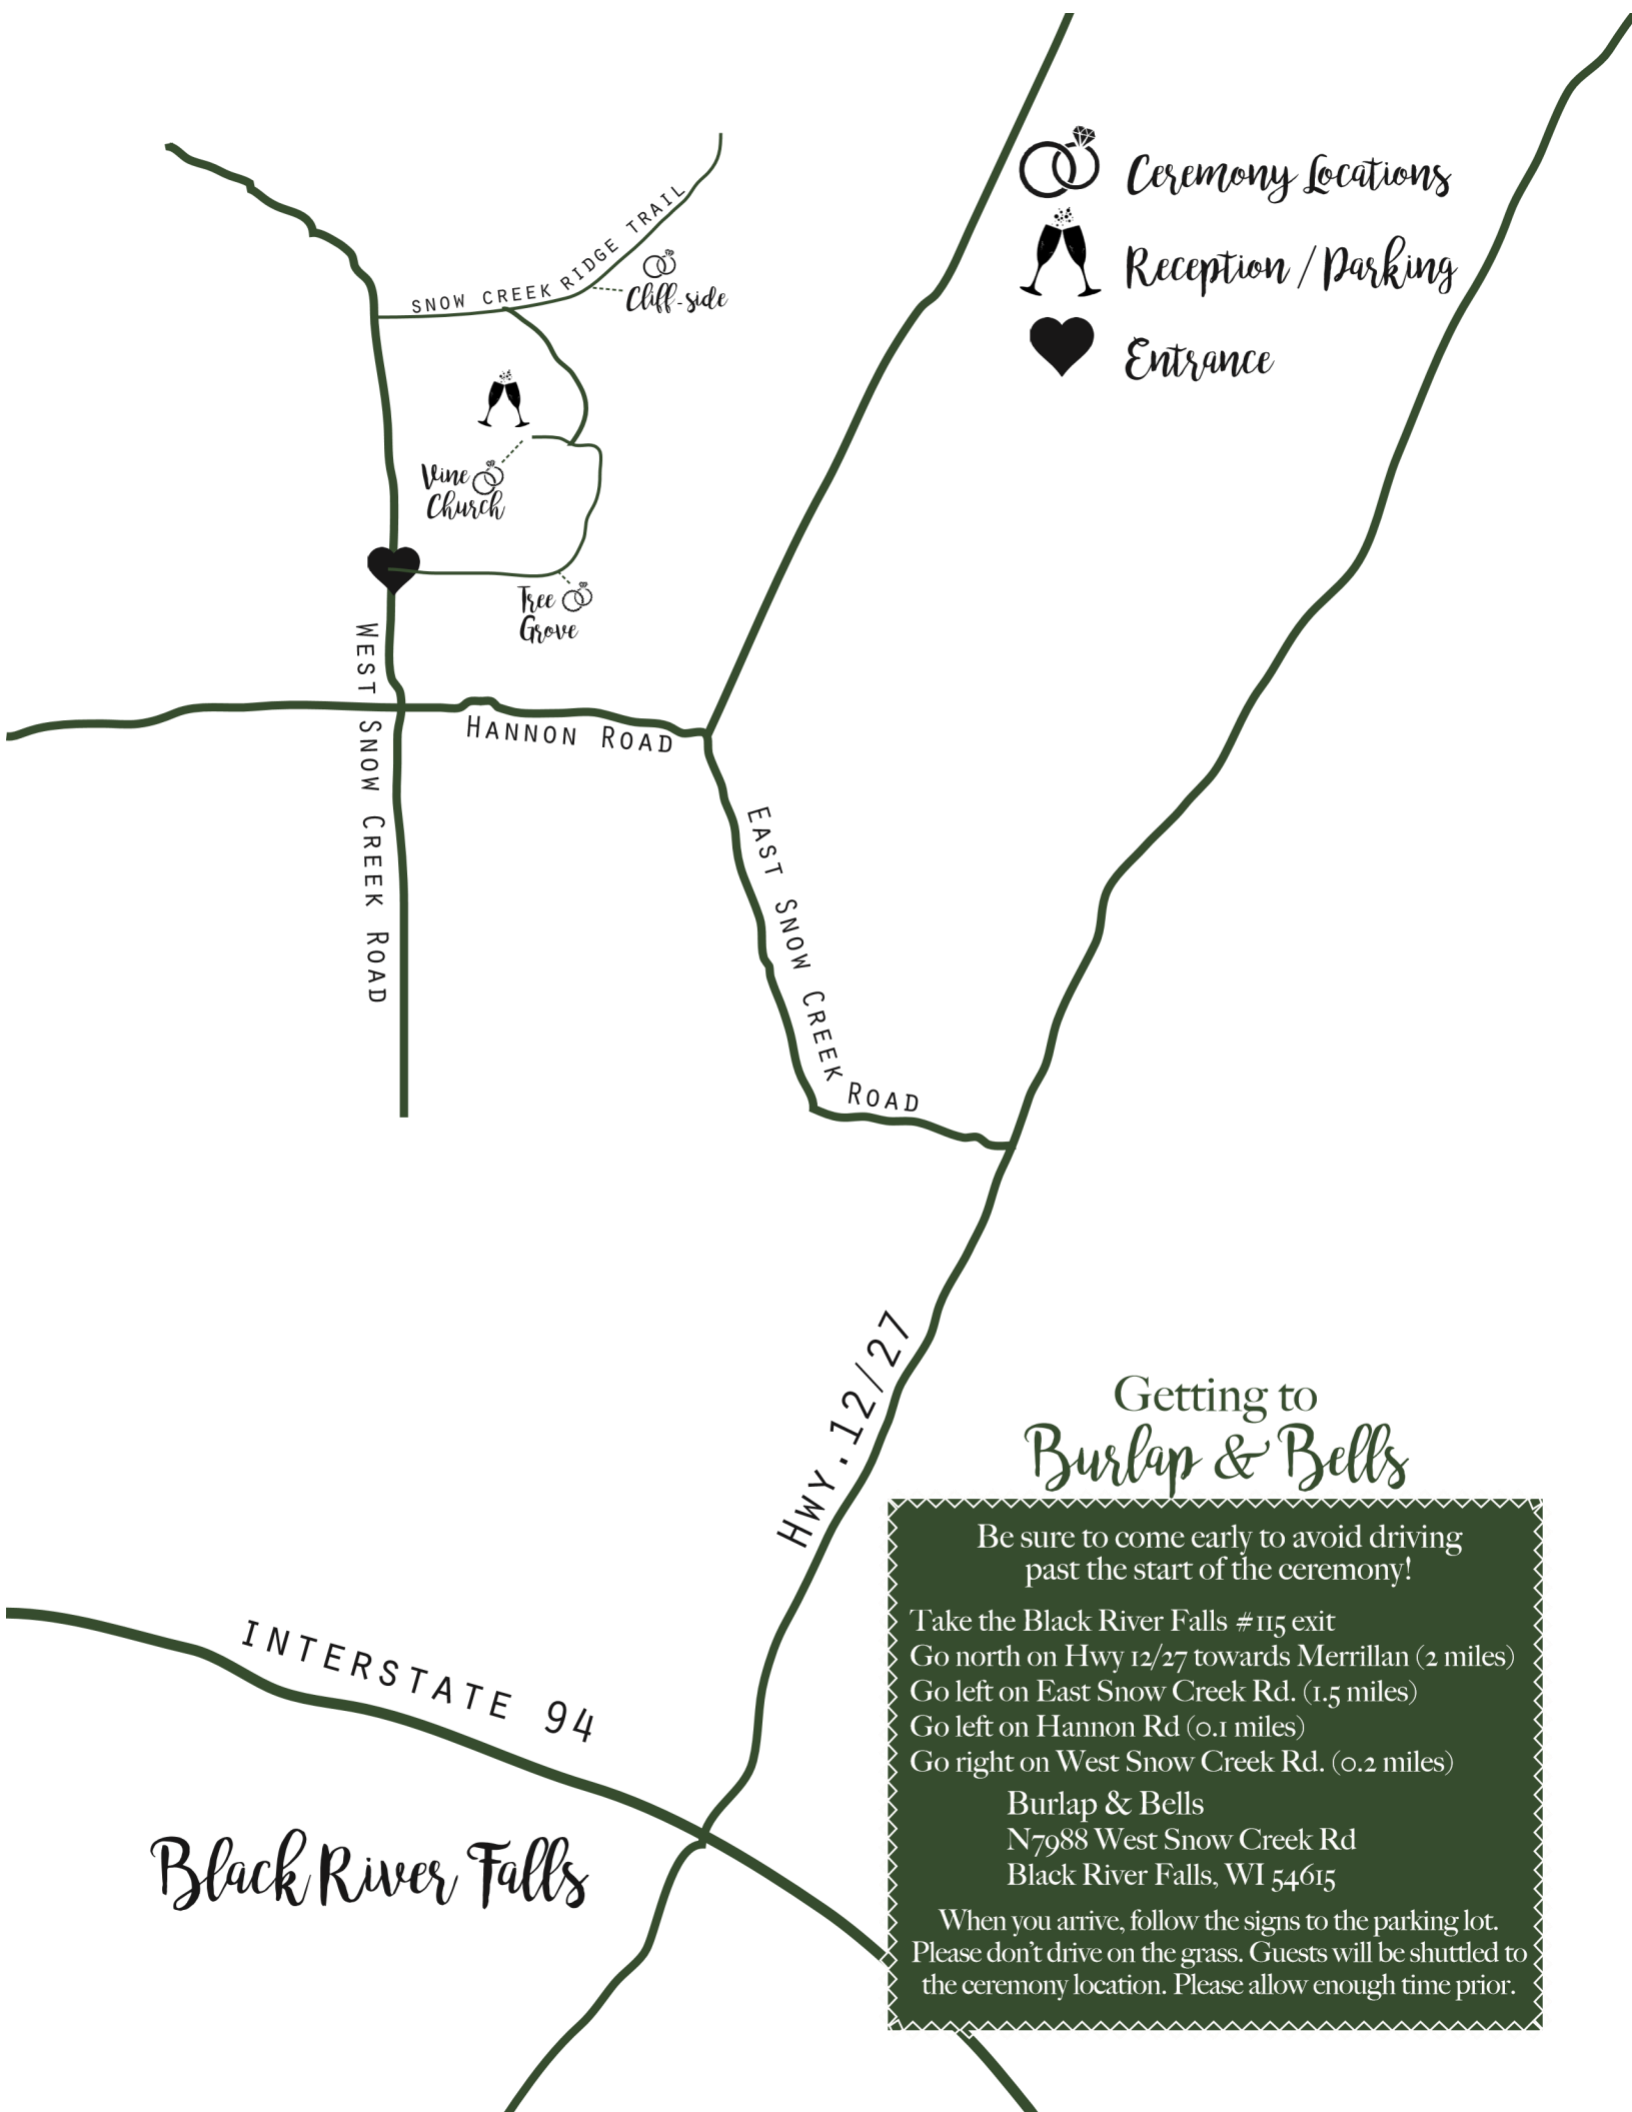 Ceremony Locations
Reception / Parking
Entrance
SNOW CREEK RIDGE TRAIL
Cliff-side
Vine
Church
Tree
Grove
WEST SNOW CREEK ROAD
HANNON ROAD
EAST SNOW CREEK ROAD
HWY.12/27
INTERSTATE 94
Black River Falls
Getting to
Burlap & Bells
Be sure to come early to avoid driving
past the start of the ceremony!
Take the Black River Falls #115 exit
Go north on Hwy 12/27 towards Merrillan (2 miles)
Go left on East Snow Creek Rd. (1.5 miles)
Go left on Hannon Rd (0.1 miles)
Go right on West Snow Creek Rd. (0.2 miles)
Burlap & Bells
N7988 West Snow Creek Rd
Black River Falls, WI 54615
When you arrive, follow the signs to the parking lot.
Please don't drive on the grass. Guests will be shuttled to
the ceremony location. Please allow enough time prior.